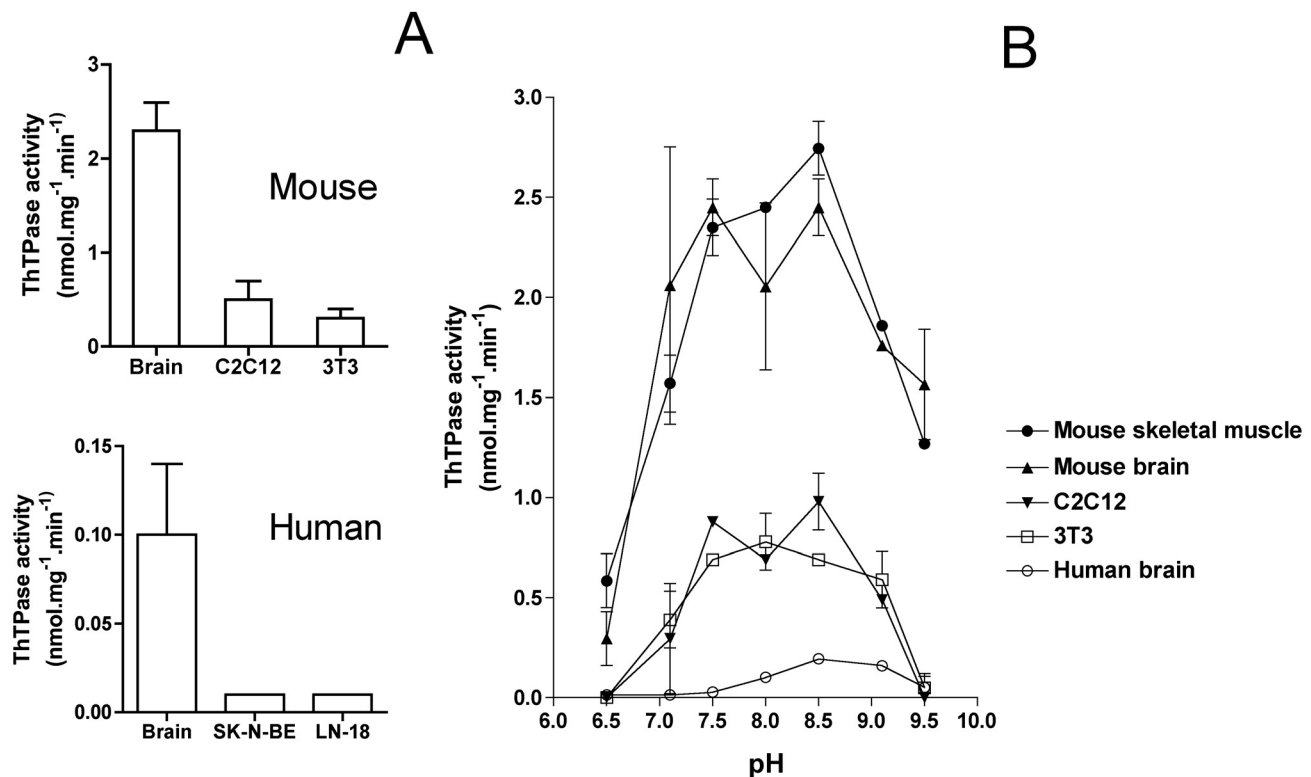 A
3
2
1
0
ThTPase activity
(nmol.mg⁻¹.min⁻¹)
Mouse
Brain C2C12 3T3
0.15
0.10
0.05
0.00
ThTPase activity
(nmol.mg⁻¹.min⁻¹)
Human
Brain SK-N-BE LN-18
B
3.0
2.5
2.0
1.5
1.0
0.5
0.0
ThTPase activity
(nmol.mg⁻¹.min⁻¹)
6.0 6.5 7.0 7.5 8.0 8.5 9.0 9.5 10.0
pH
Mouse skeletal muscle
Mouse brain
C2C12
3T3
Human brain